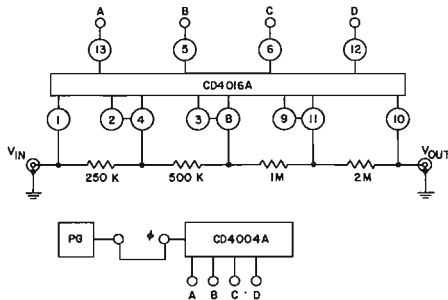 A B C D
13 5 6 12
CD4016A
1 2 4 3 8 9 11 10
VIN VOUT
250 K 500 K 1M 2M
PG ϕ CD4004A
A B C D